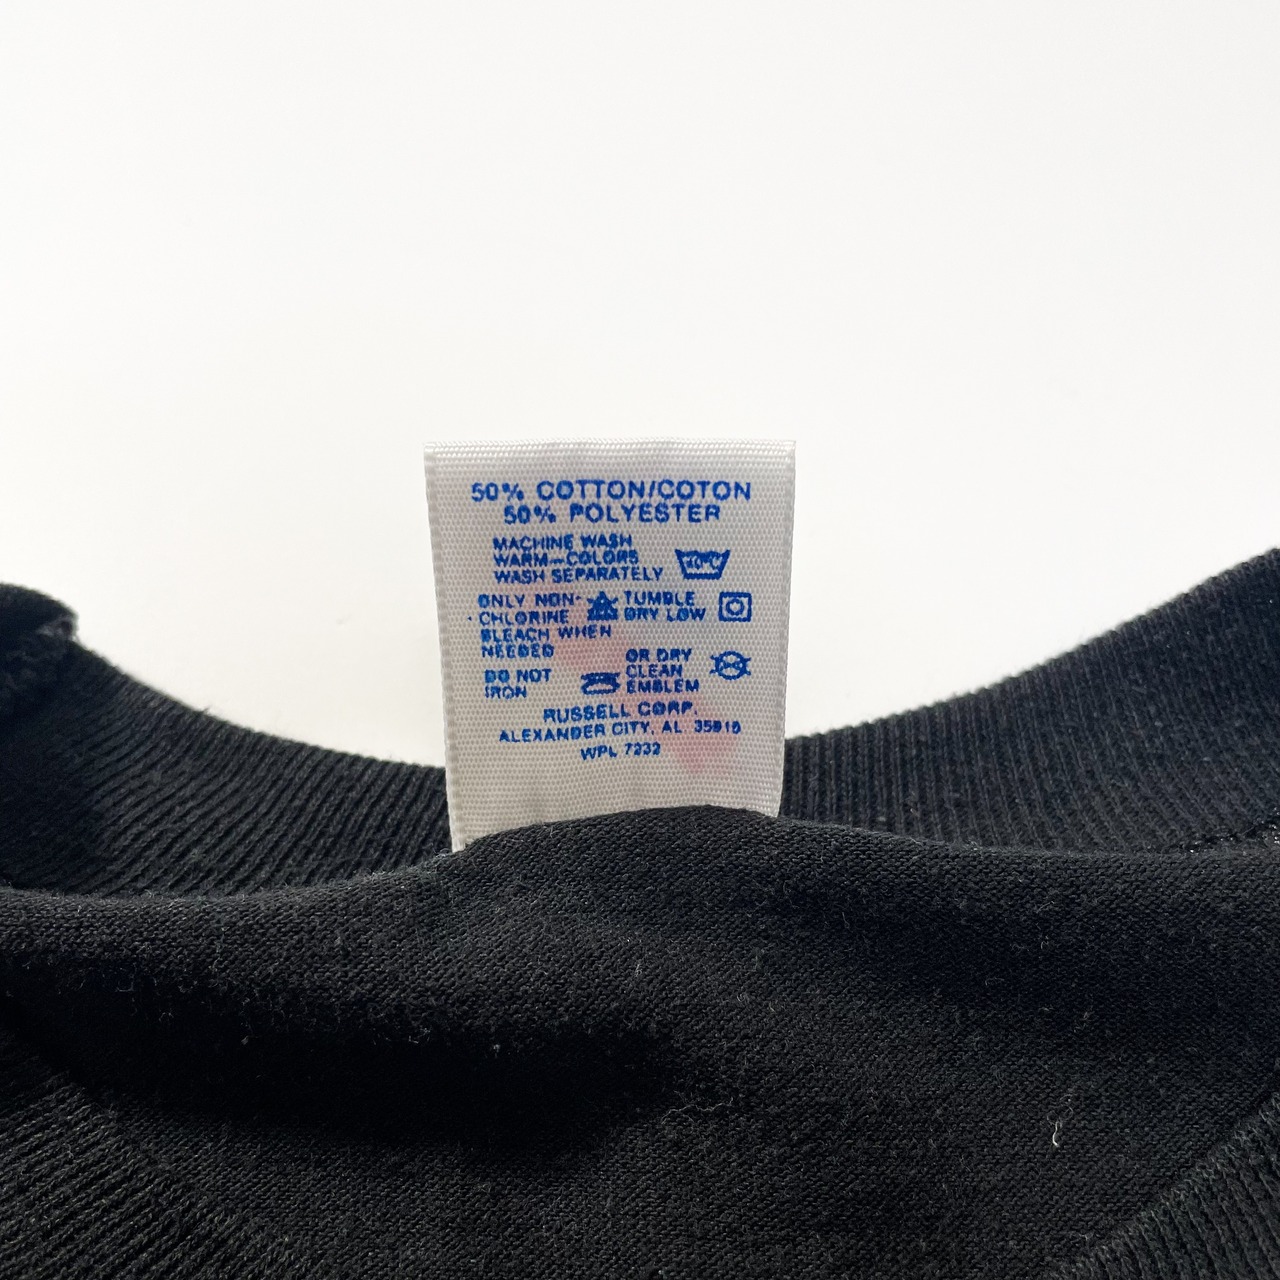 50% COTTON/COTON
50% POLYESTER
MACHINE WASH
WARM—COLORS
WASH SEPARATELY
40°C
ONLY NON-
CHLORINE
BLEACH WHEN
NEEDED
TUMBLE
DRY LOW
DO NOT
IRON
OR DRY
CLEAN
EMBLEM
RUSSELL CORP.
ALEXANDER CITY, AL 35010
WPL 7232